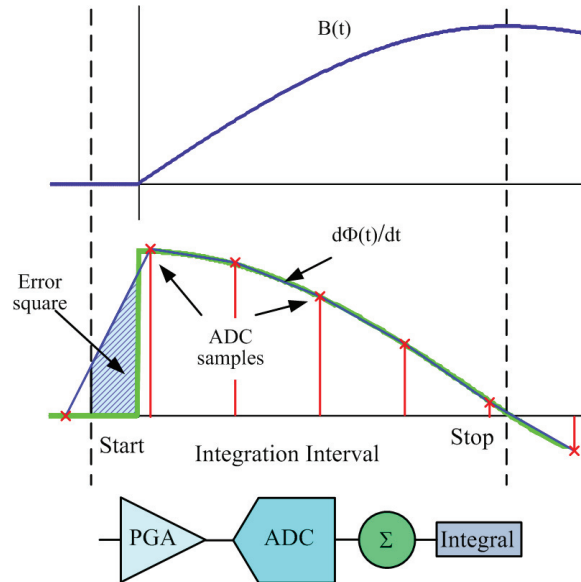 B(t)
dΦ(t)/dt
Error
square
ADC
samples
Start
Integration Interval
Stop
PGA
ADC
Σ
Integral